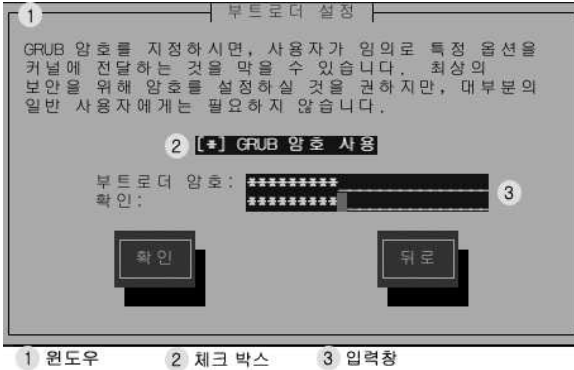 1 부트로더 설정
GRUB 암호를 지정하시면, 사용자가 임의로 특정 옵션을
커널에 전달하는 것을 막을 수 있습니다. 최상의
보안을 위해 암호를 설정하실 것을 권하지만, 대부분의
일반 사용자에게는 필요하지 않습니다.
2 [*] GRUB 암호 사용
부트로더 암호: *********
확인: *********
3
확인 뒤로
1 윈도우 2 체크 박스 3 입력창